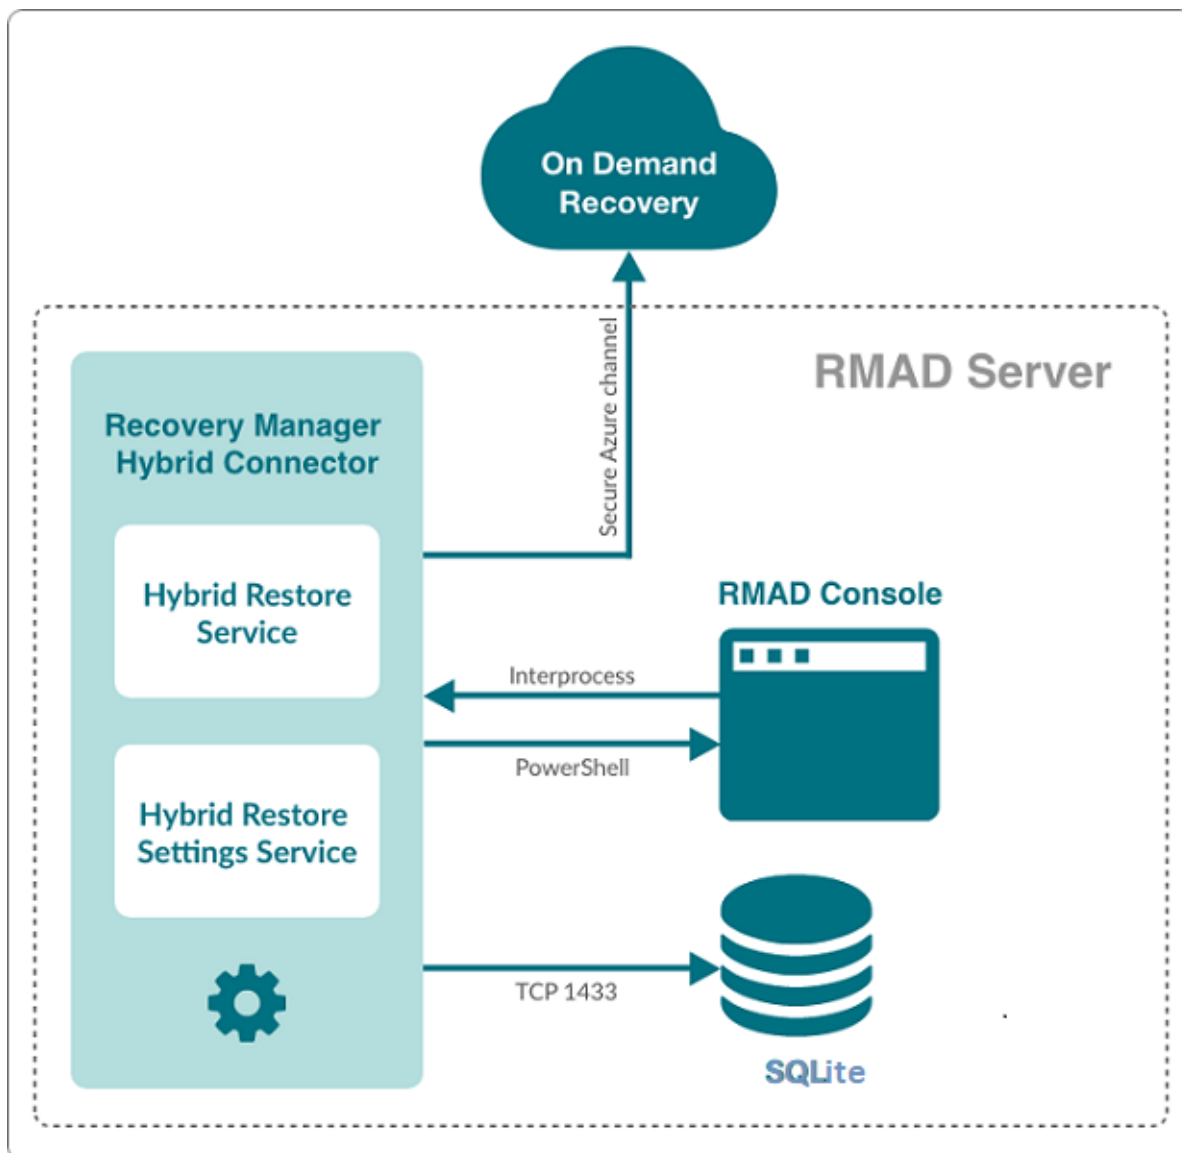 On Demand
Recovery
Secure Azure channel
RMAD Server
Recovery Manager
Hybrid Connector
Hybrid Restore
Service
RMAD Console
Interprocess
PowerShell
Hybrid Restore
Settings Service
TCP 1433
SQLite